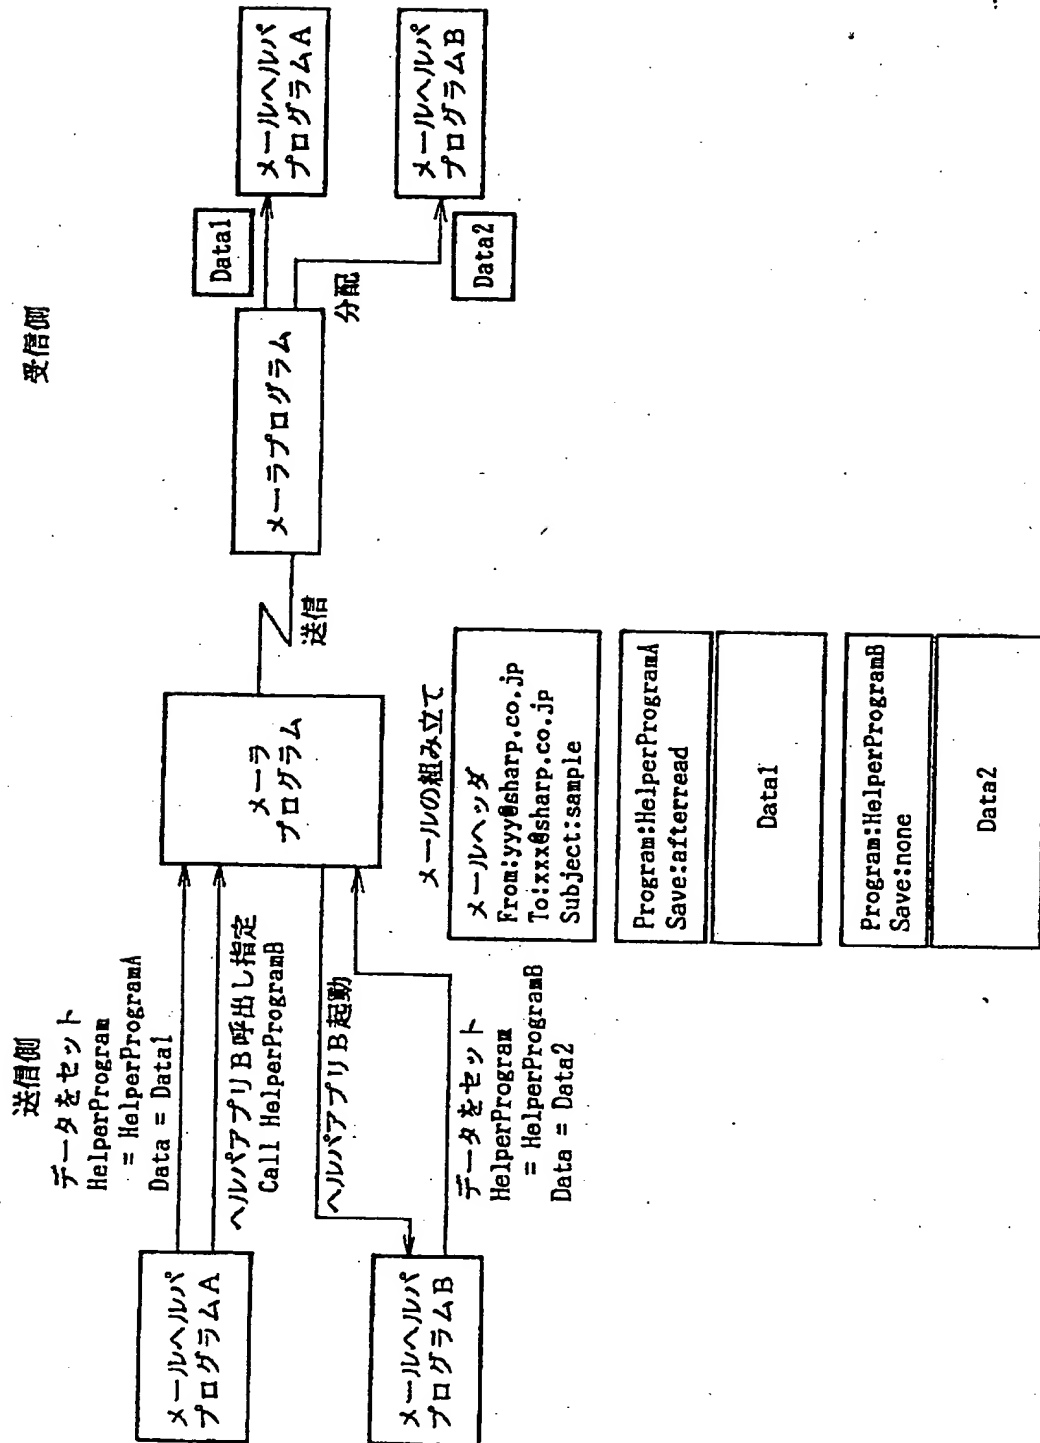 送信側
データをセット
HelperProgram
= HelperProgramA
Data = Data1
メールヘルパ
プログラムA
ヘルパアプリB呼出し指定
Call HelperProgramB
ヘルパアプリB起動
メールヘルパ
プログラムB
データをセット
HelperProgram
= HelperProgramB
Data = Data2
メーラ
プログラム
メールの組み立て
メールヘッダ
From:yyy@sharp.co.jp
To:xxx@sharp.co.jp
Subject:sample
Program:HelperProgramA
Save:afterread
Data1
Program:HelperProgramB
Save:none
Data2
送信
受信側
メーラプログラム
分配
Data1
Data2
メールヘルパ
プログラムA
メールヘルパ
プログラムB